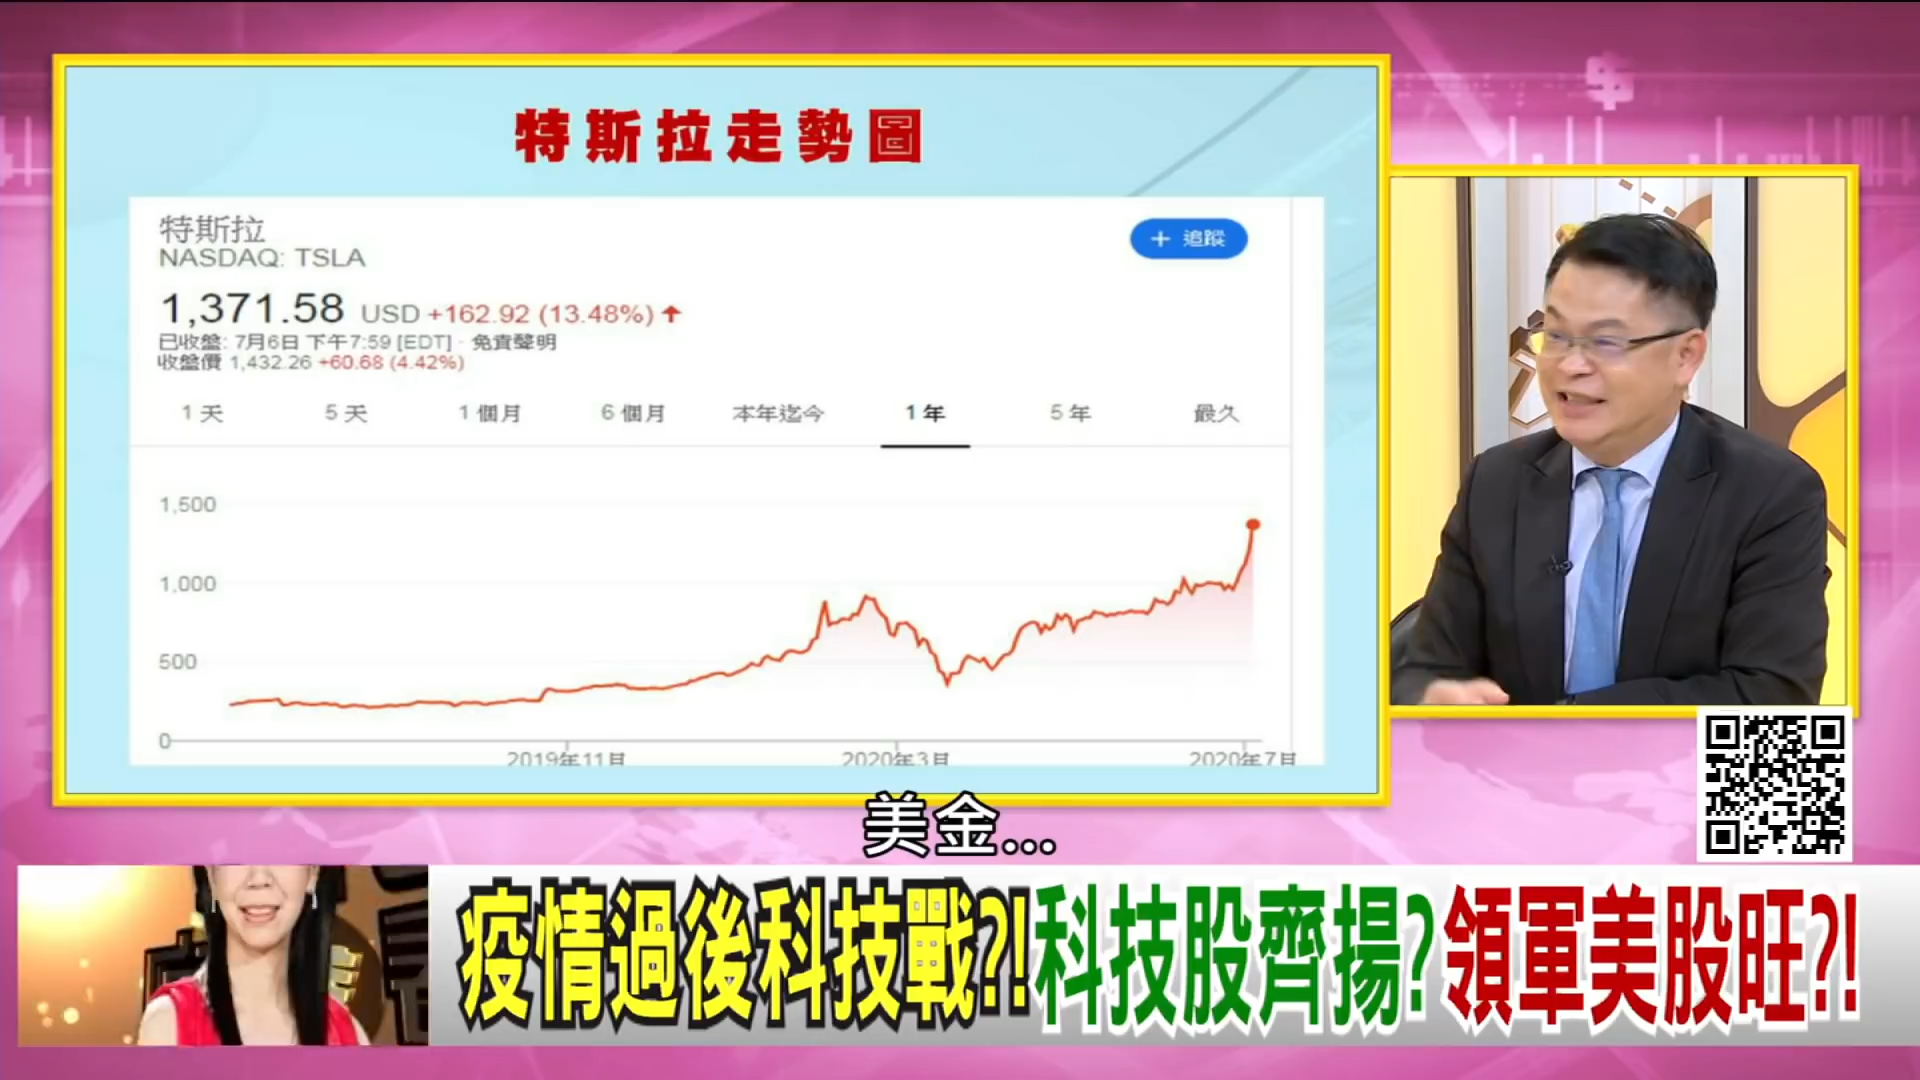 特斯拉走勢圖
特斯拉
NASDAQ: TSLA
+ 追蹤
1,371.58 USD +162.92 (13.48%) ↑
已收盤: 7月6日 下午7:59 [EDT] · 免責聲明
收盤價 1,432.26 +60.68 (4.42%)
1 天 5 天 1 個月 6 個月 本年迄今 1 年 5 年 最久
1,500
1,000
500
0
2019年11月 2020年3月 2020年7月
美金...
疫情過後科技戰?!科技股齊揚?領軍美股旺?!